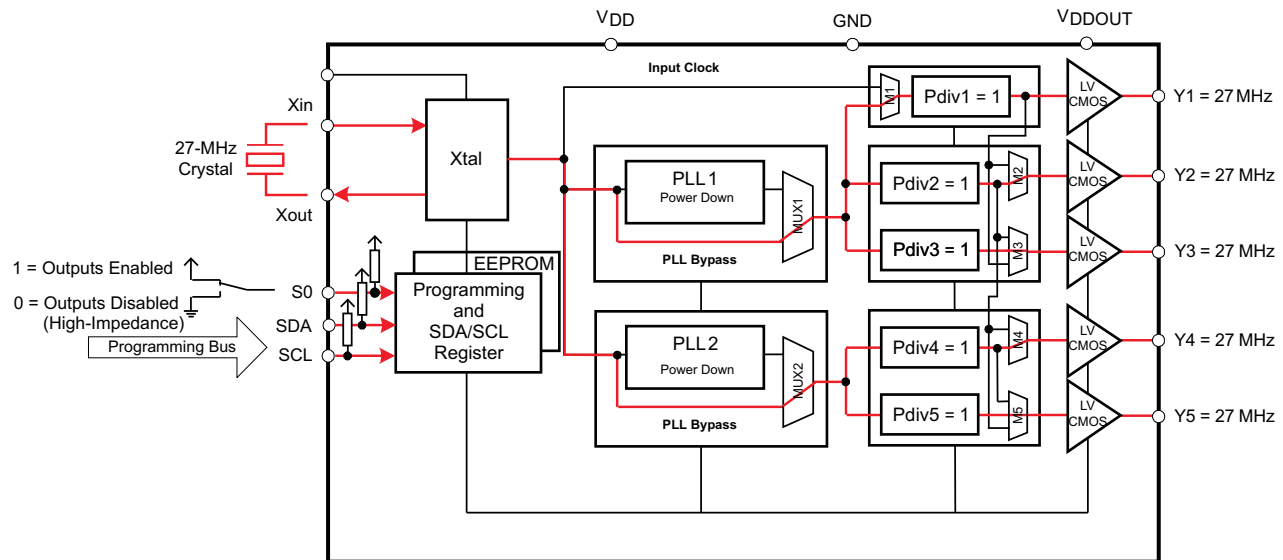 VDD
GND
VDDOUT
Input Clock
Xin
27-MHz
Crystal
Xout
Xtal
M1
Pdiv1 = 1
LV
CMOS
Y1 = 27 MHz
PLL1
Power Down
MUX1
PLL Bypass
Pdiv2 = 1
M2
LV
CMOS
Y2 = 27 MHz
Pdiv3 = 1
M3
LV
CMOS
Y3 = 27 MHz
1 = Outputs Enabled
0 = Outputs Disabled
(High-Impedance)
Programming Bus
S0
SDA
SCL
EEPROM
Programming
and
SDA/SCL
Register
PLL2
Power Down
MUX2
PLL Bypass
Pdiv4 = 1
M4
LV
CMOS
Y4 = 27 MHz
Pdiv5 = 1
M5
LV
CMOS
Y5 = 27 MHz